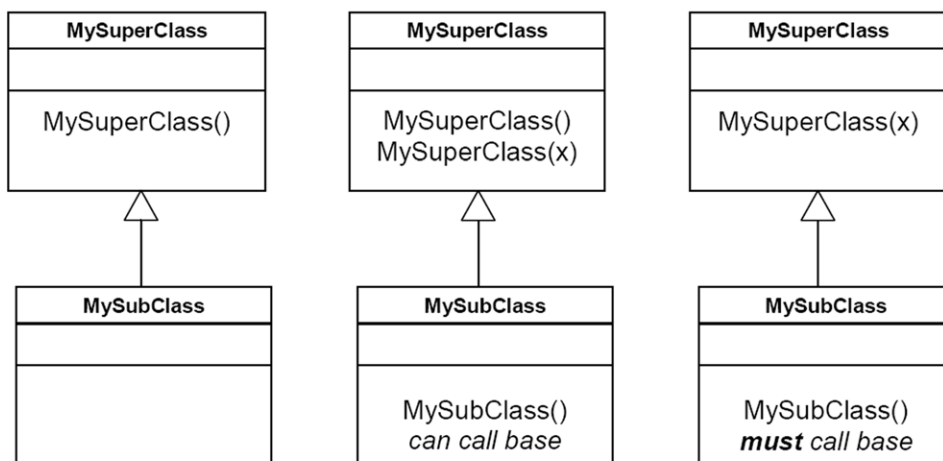 MySuperClass
MySuperClass()
MySubClass
MySuperClass
MySuperClass()
MySuperClass(x)
MySubClass
MySubClass()
can call base
MySuperClass
MySuperClass(x)
MySubClass
MySubClass()
must call base